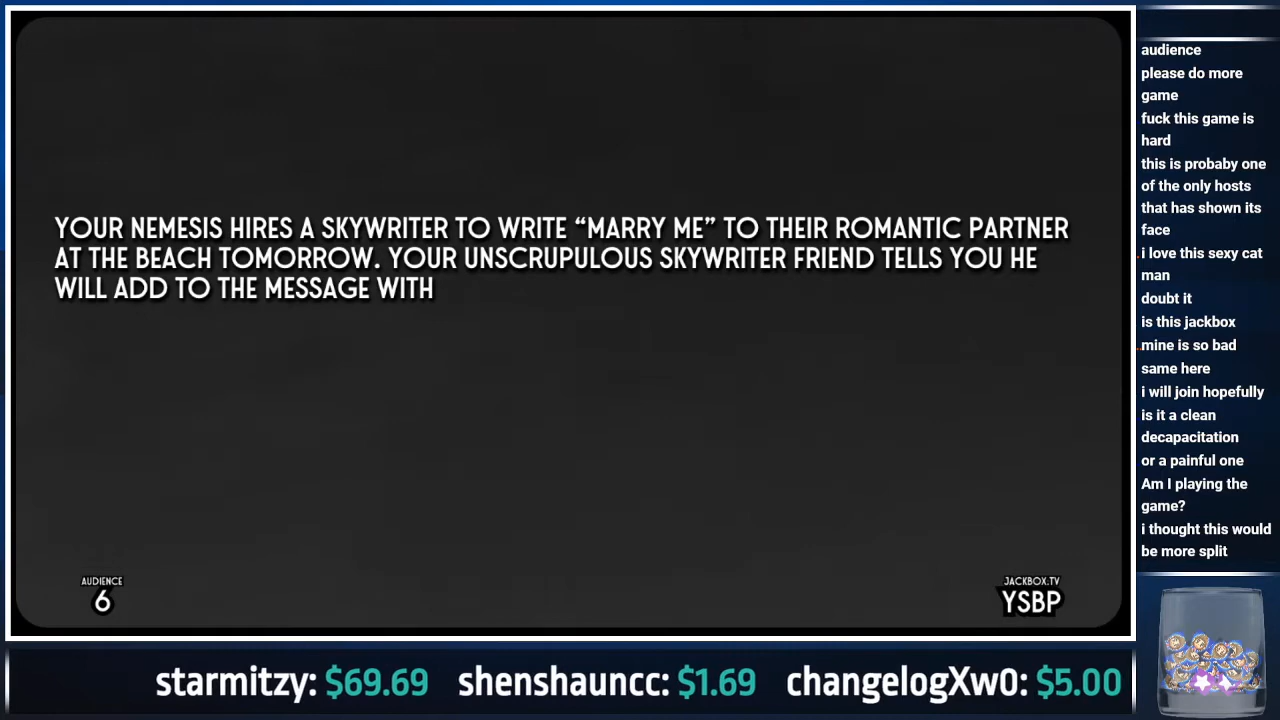 YOUR NEMESIS HIRES A SKYWRITER TO WRITE “MARRY ME” TO THEIR ROMANTIC PARTNER
AT THE BEACH TOMORROW. YOUR UNSCRUPULOUS SKYWRITER FRIEND TELLS YOU HE
WILL ADD TO THE MESSAGE WITH
AUDIENCE
6
JACKBOX.TV
YSBP
audience
please do more
game
fuck this game is
hard
this is probaby one
of the only hosts
that has shown its
face
i love this sexy cat
man
doubt it
is this jackbox
mine is so bad
same here
i will join hopefully
is it a clean
decapacitation
or a painful one
Am I playing the
game?
i thought this would
be more split
starmitzy: $69.69 shenshauncc: $1.69 changelogXw0: $5.00